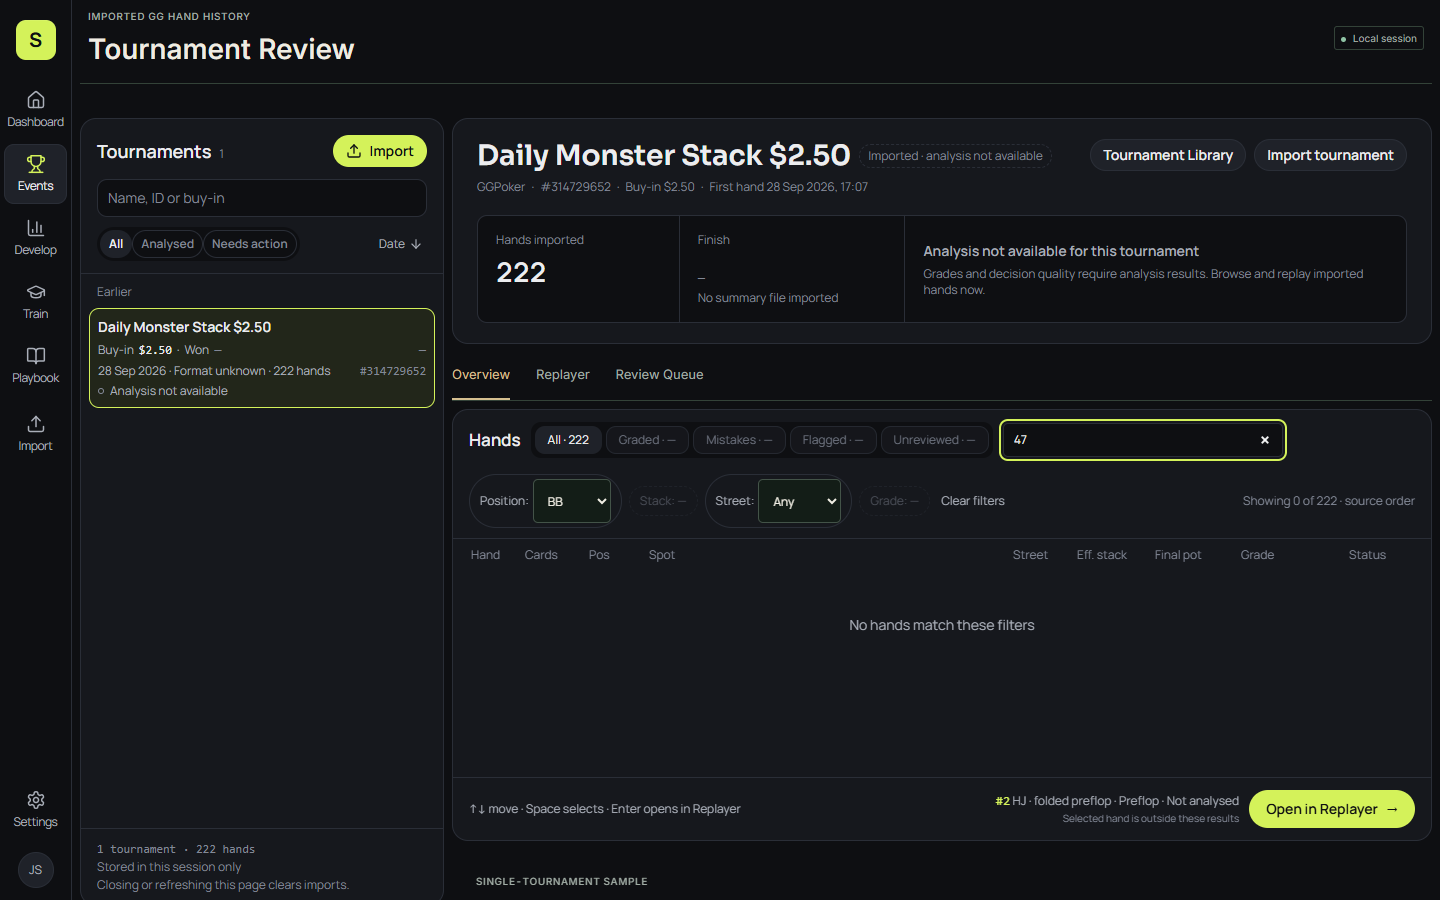 S
Dashboard
Events
Develop
Train
Playbook
Import
Settings
JS
IMPORTED GG HAND HISTORY
Tournament Review
Local session
Tournaments 1
Import
Name, ID or buy-in
All
Analysed
Needs action
Date ↓
Earlier
Daily Monster Stack $2.50
Buy-in $2.50 · Won —
—
28 Sep 2026 · Format unknown · 222 hands
#314729652
Analysis not available
1 tournament · 222 hands
Stored in this session only
Closing or refreshing this page clears imports.
Daily Monster Stack $2.50
Imported · analysis not available
Tournament Library
Import tournament
GGPoker · #314729652 · Buy-in $2.50 · First hand 28 Sep 2026, 17:07
Hands imported
222
Finish
—
No summary file imported
Analysis not available for this tournament
Grades and decision quality require analysis results. Browse and replay imported
hands now.
Overview
Replayer
Review Queue
Hands
All · 222
Graded · —
Mistakes · —
Flagged · —
Unreviewed · —
47
×
Position: BB
Stack: —
Street: Any
Grade: —
Clear filters
Showing 0 of 222 · source order
Hand
Cards
Pos
Spot
Street
Eff. stack
Final pot
Grade
Status
No hands match these filters
↑↓ move · Space selects · Enter opens in Replayer
#2 HJ · folded preflop · Preflop · Not analysed
Selected hand is outside these results
Open in Replayer →
SINGLE-TOURNAMENT SAMPLE